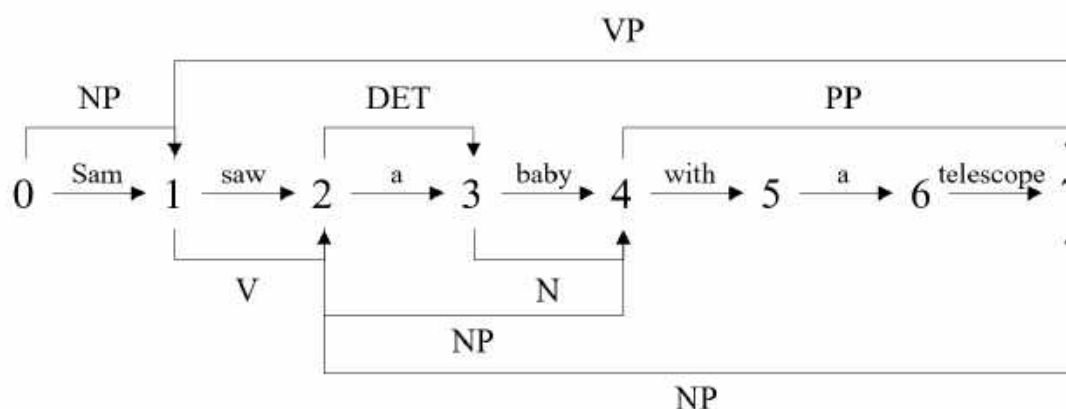 VP
NP DET PP
Sam saw a baby with a telescope
0 1 2 3 4 5 6
V N
NP
NP